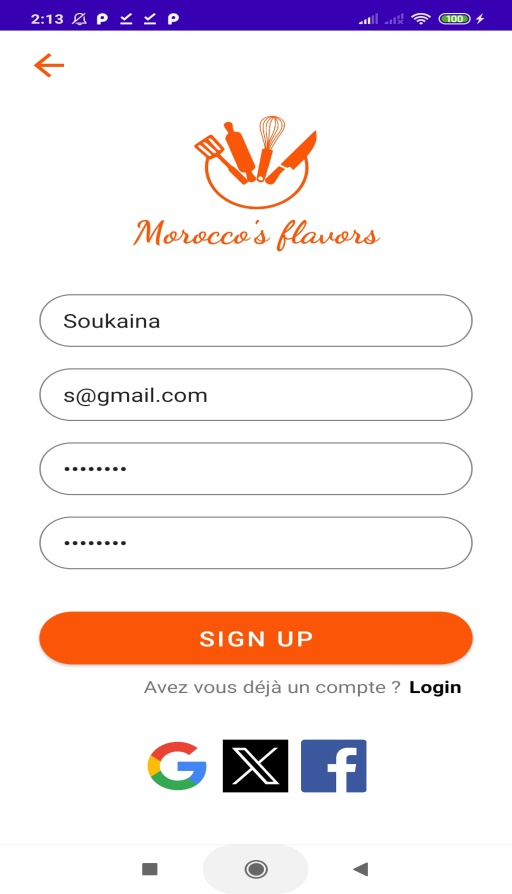 2:13 100
Morocco's flavors
Soukaina
s@gmail.com
••••••••
••••••••
SIGN UP
Avez vous déjà un compte ? Login